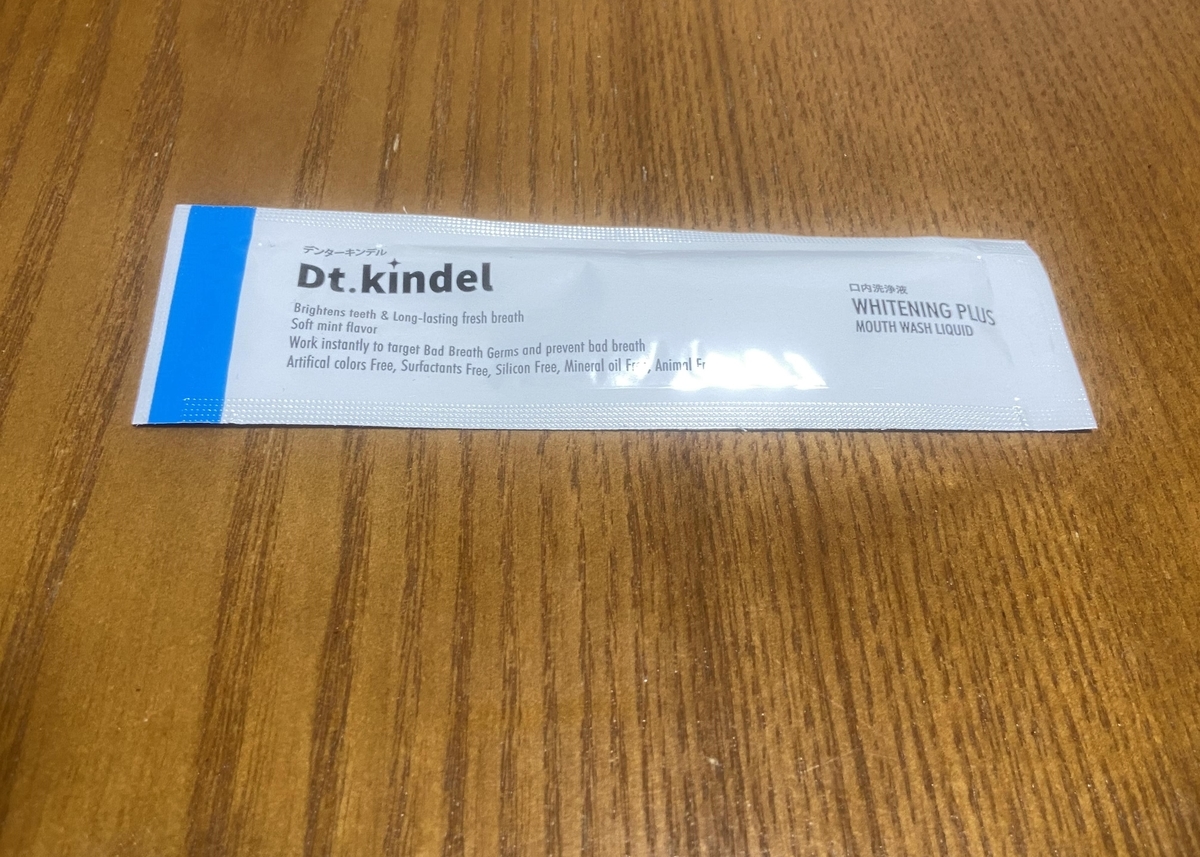 デンターキンデル
Dt.kindel
Brightens teeth & Long-lasting fresh breath
Soft mint flavor
Work instantly to target Bad Breath Germs and prevent bad breath
Artifical colors Free, Surfactants Free, Silicon Free, Mineral oil Animal
口内洗浄液
WHITENING PLUS
MOUTH WASH LIQUID